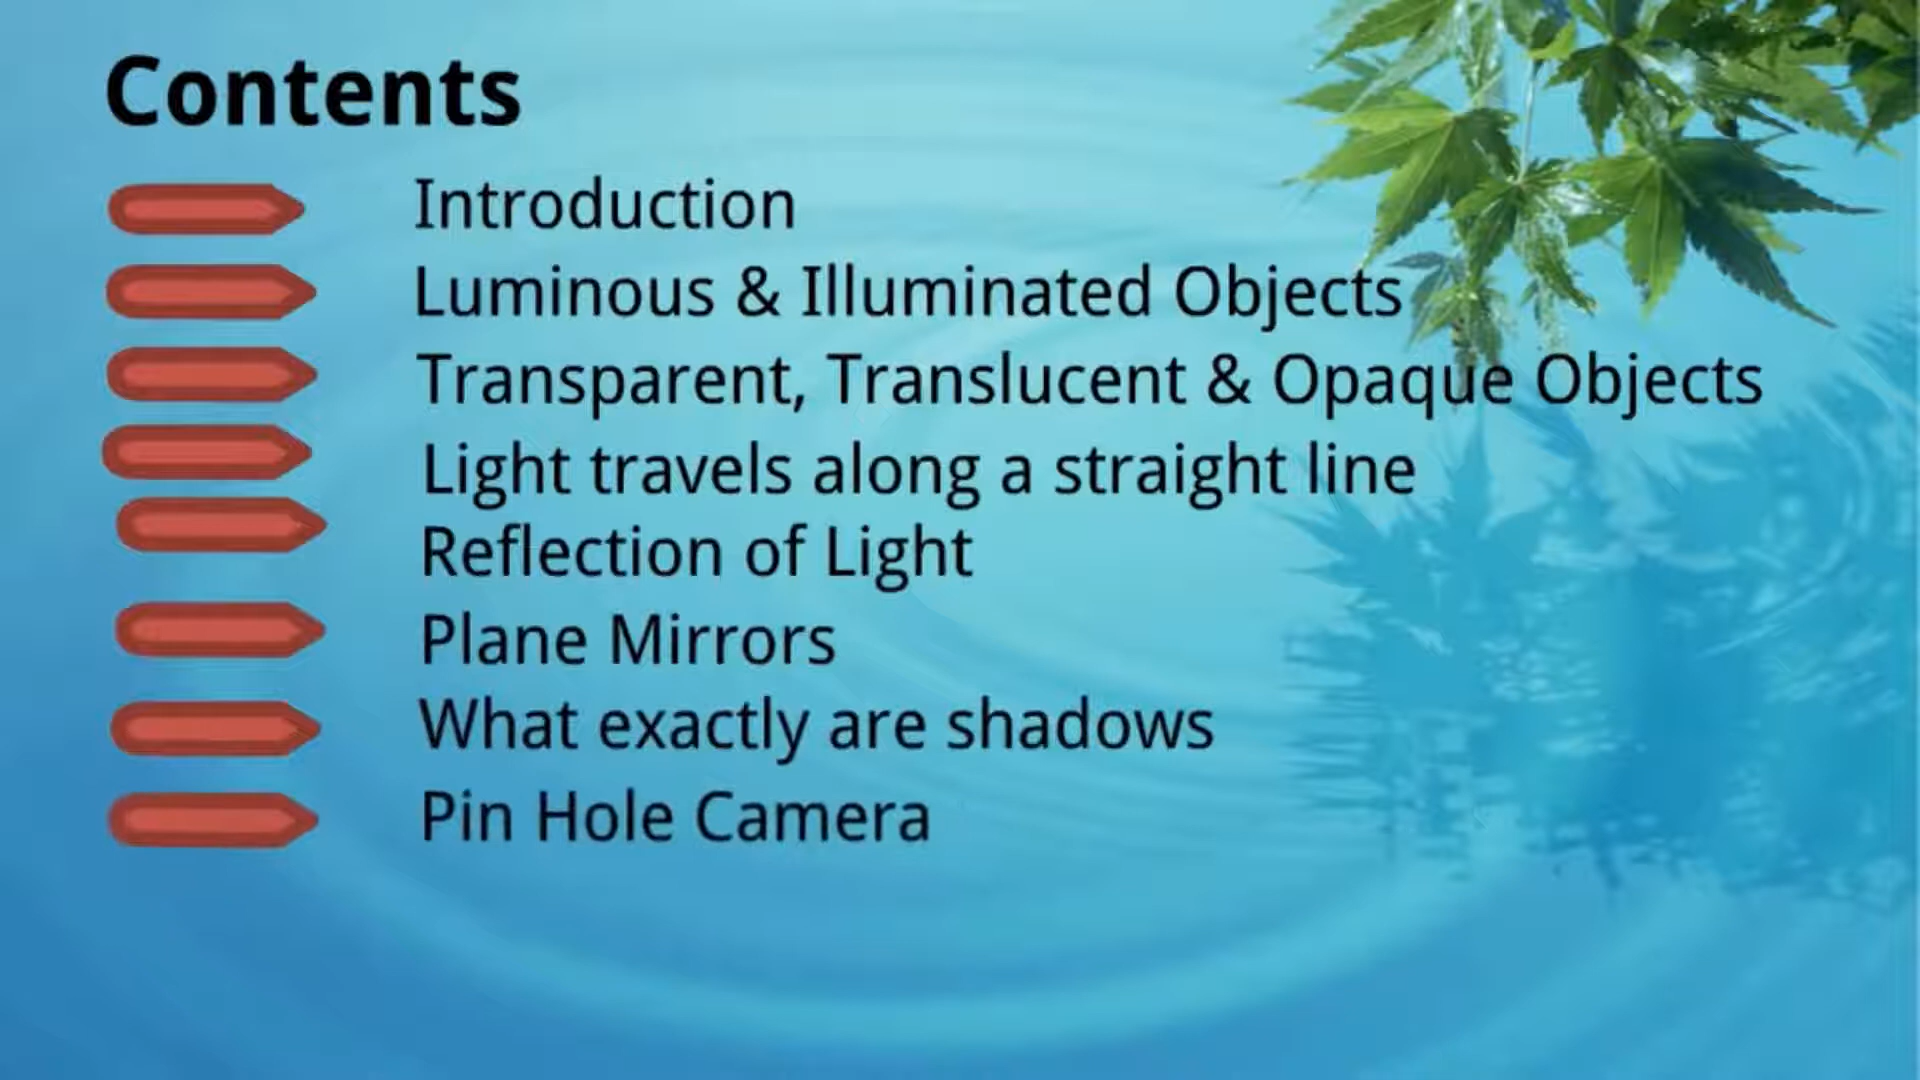 Contents
Introduction
Luminous & Illuminated Objects
Transparent, Translucent & Opaque Objects
Light travels along a straight line
Reflection of Light
Plane Mirrors
What exactly are shadows
Pin Hole Camera